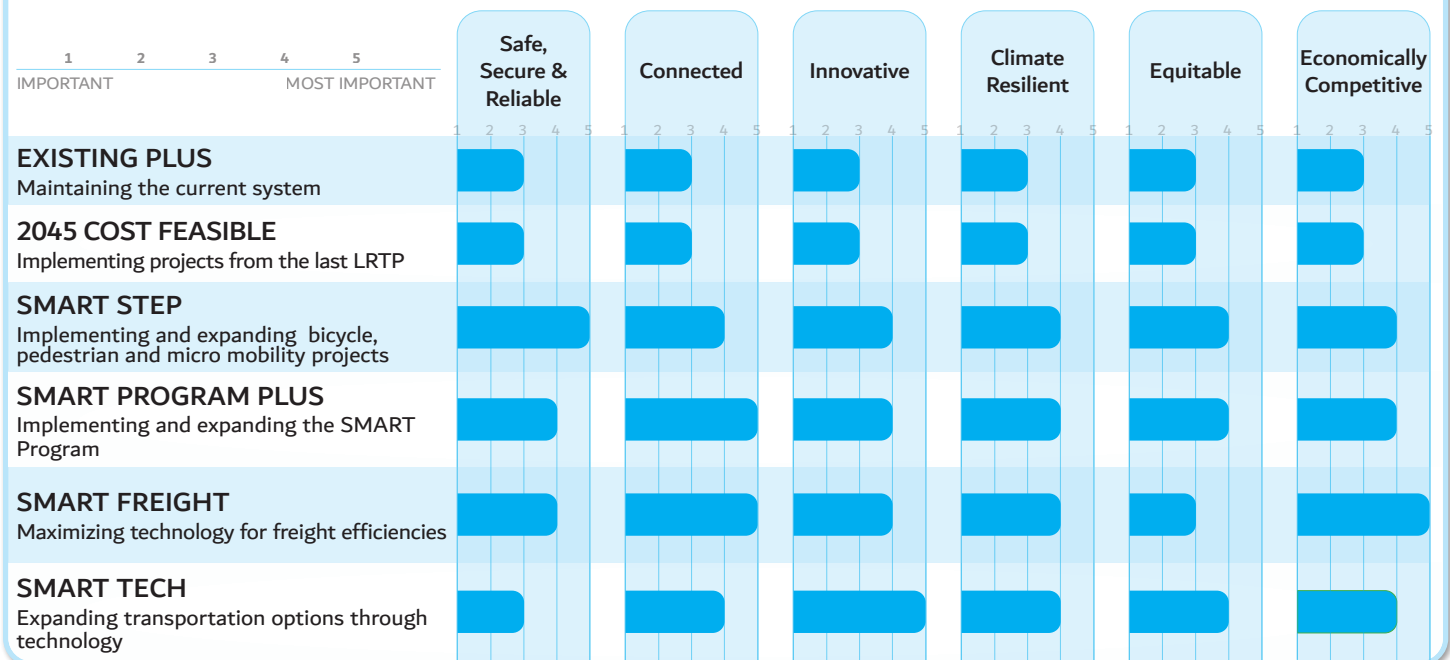 1 2 3 4 5
IMPORTANT MOST IMPORTANT
Safe,
Secure &
Reliable
Connected
Innovative
Climate
Resilient
Equitable
Economically
Competitive
1 2 3 4 5 1 2 3 4 5 1 2 3 4 5 1 2 3 4 5 1 2 3 4 5 1 2 3 4 5
EXISTING PLUS
Maintaining the current system
2045 COST FEASIBLE
Implementing projects from the last LRTP
SMART STEP
Implementing and expanding bicycle,
pedestrian and micro mobility projects
SMART PROGRAM PLUS
Implementing and expanding the SMART
Program
SMART FREIGHT
Maximizing technology for freight efficiencies
SMART TECH
Expanding transportation options through
technology